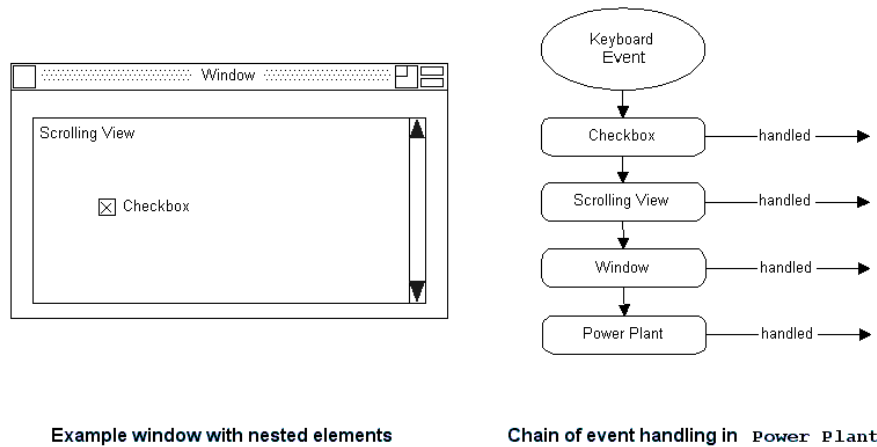 Window
Scrolling View
Checkbox
Example window with nested elements
Keyboard
Event
Checkbox
handled
Scrolling View
handled
Window
handled
Power Plant
handled
Chain of event handling in Power Plant